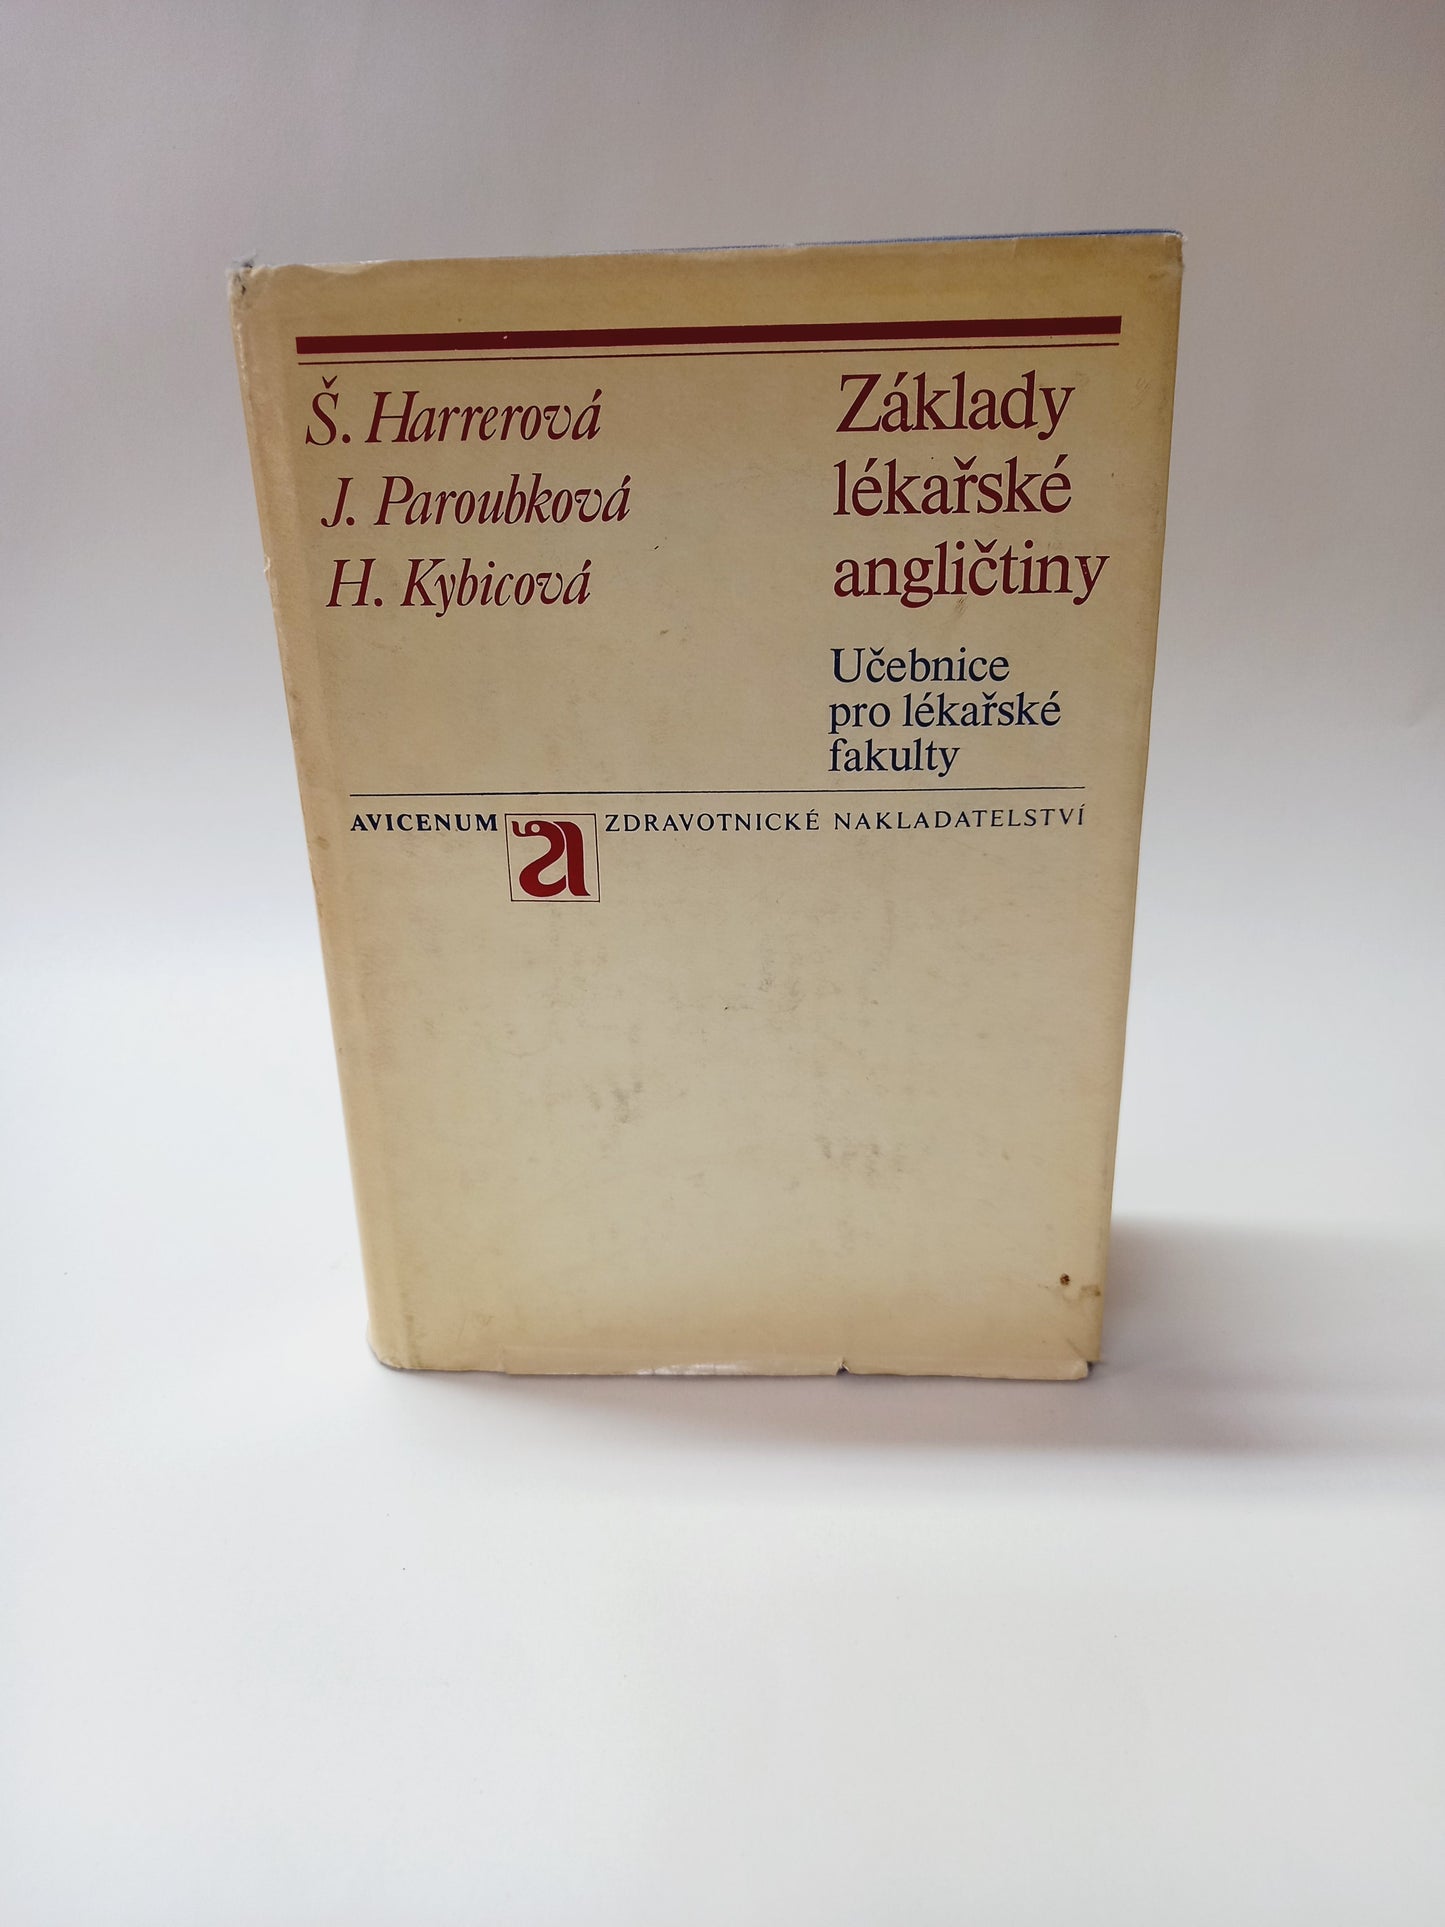 Š. Harrerová
J. Paroubková
H. Kybicová
Základy
lékařské
angličtiny
Učebnice
pro lékařské
fakulty
AVICENUM a ZDRAVOTNICKÉ NAKLADATELSTVÍ